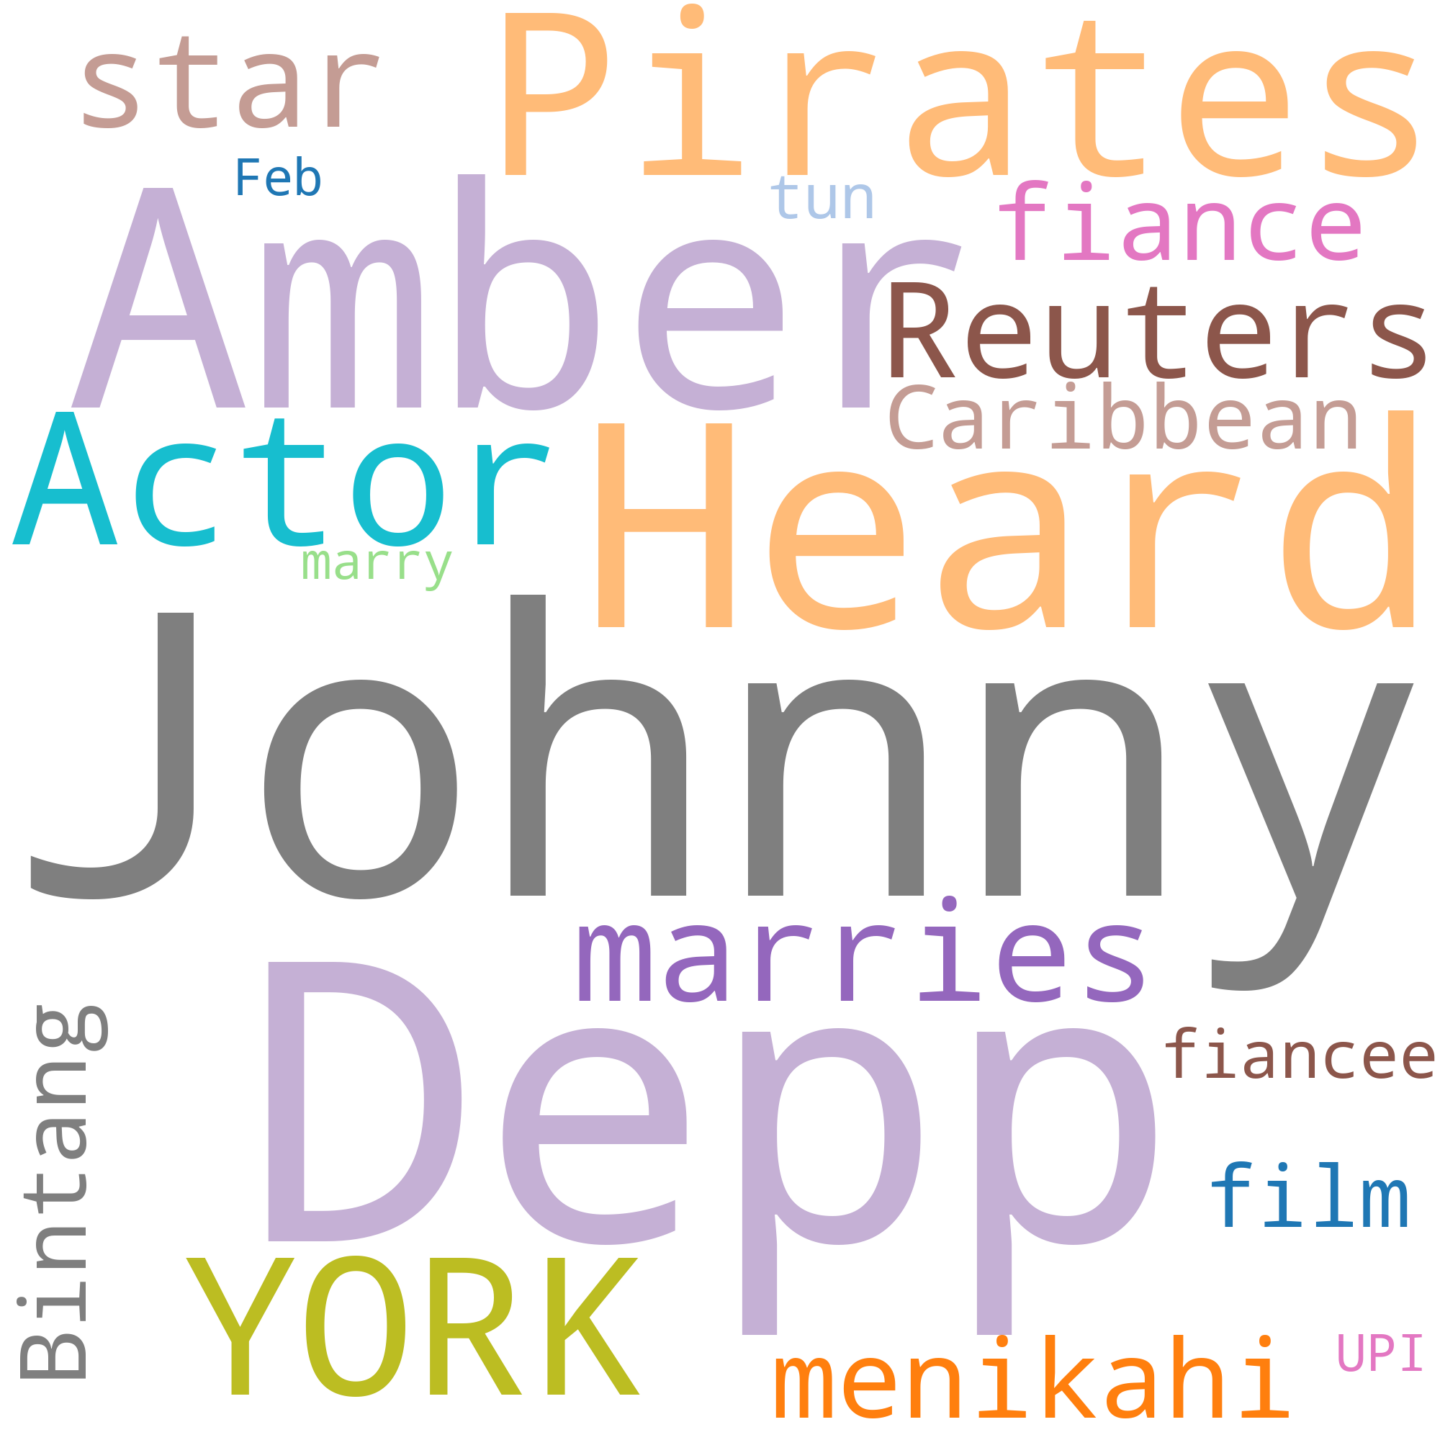 star
Pirates
Feb
tun
fiance
Amber
Reuters
Caribbean
Actor
Heard
marry
Johnny
marries
Depp
fiancee
Bintang
film
YORK
menikahi
UPI